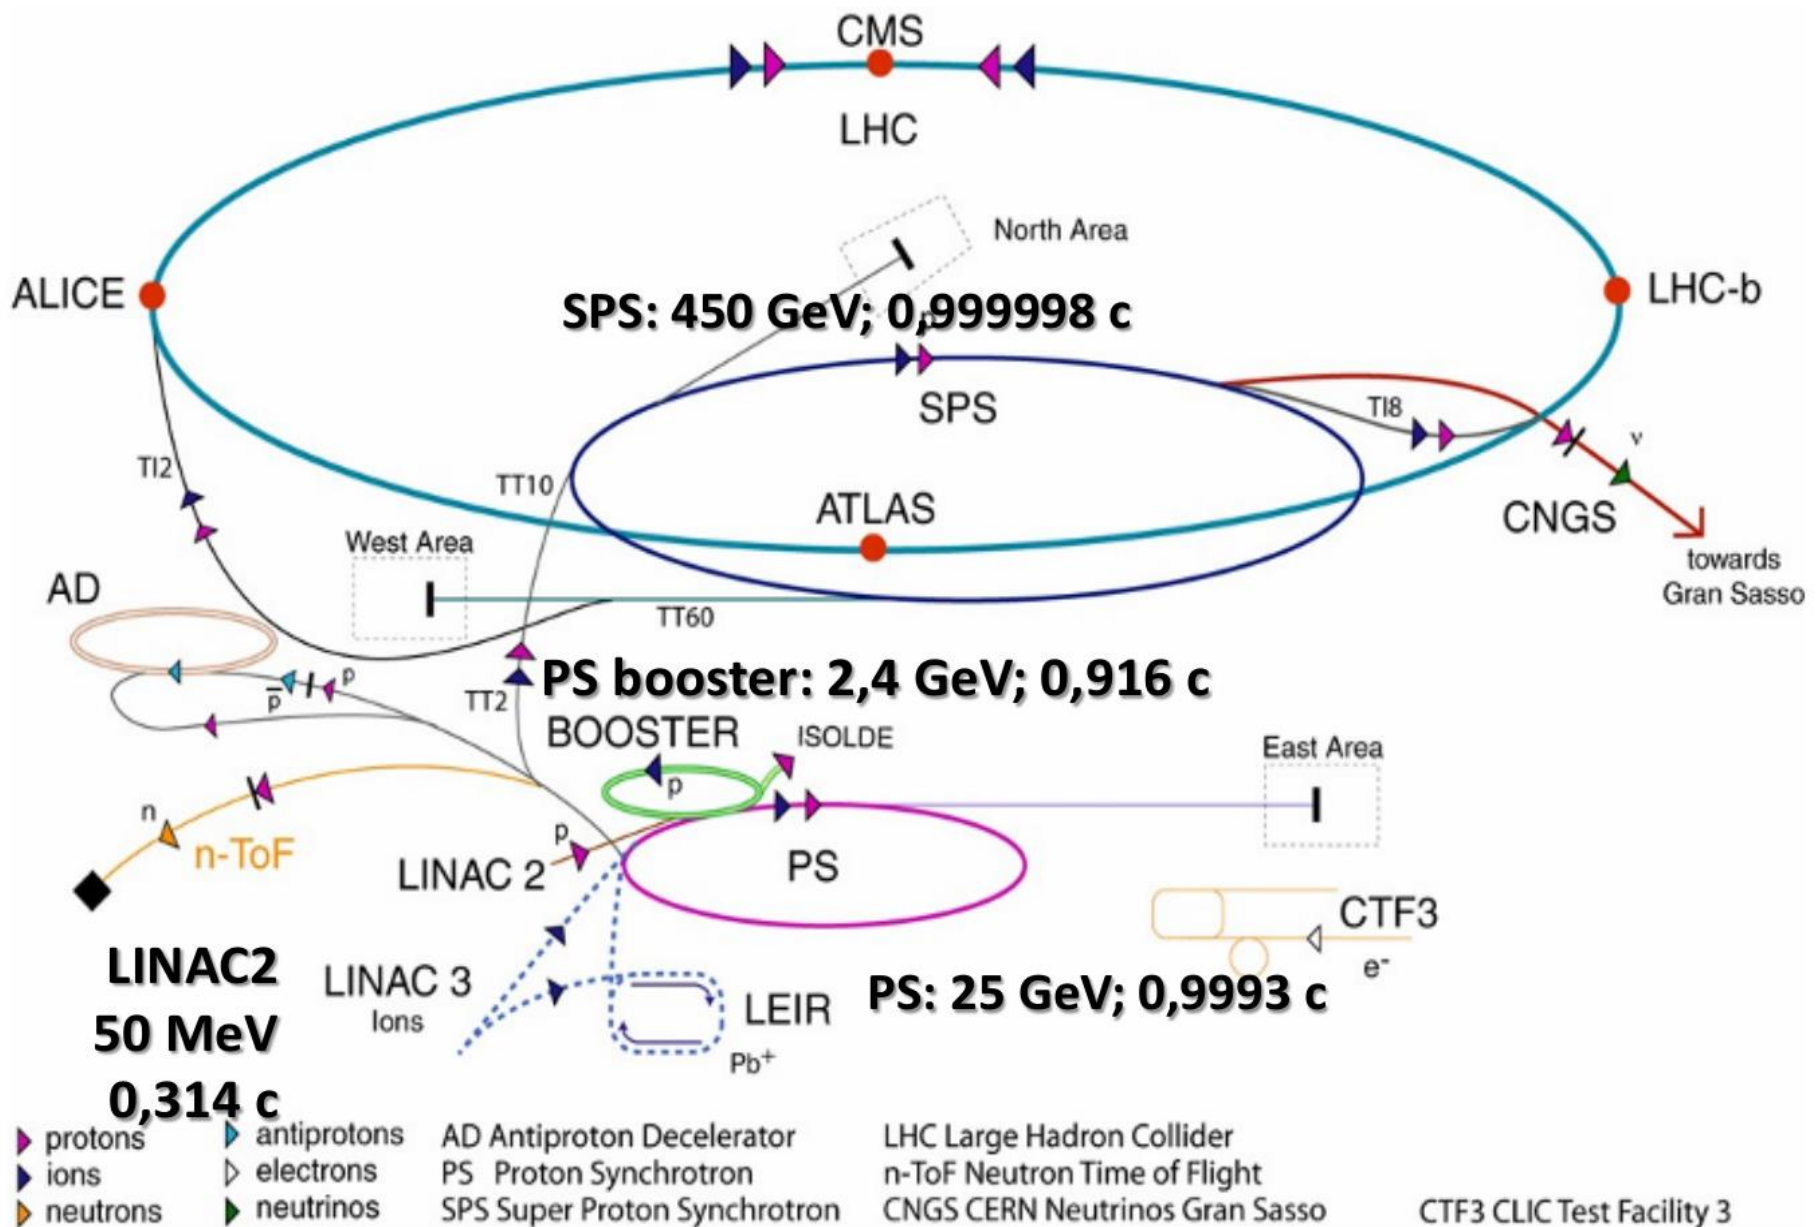 CMS
LHC
North Area
ALICE
LHC-b
SPS: 450 GeV; 0,999998 c
p
SPS
TI8
ν
TI2
TT10
ATLAS
CNGS
West Area
towards
Gran Sasso
AD
TT60
p
p̅
TT2
PS booster: 2,4 GeV; 0,916 c
BOOSTER
ISOLDE
East Area
p
n
n-ToF
p
LINAC 2
PS
CTF3
e⁻
LINAC2
50 MeV
0,314 c
LINAC 3
Ions
LEIR
Pb⁺
PS: 25 GeV; 0,9993 c
protons
ions
neutrons
antiprotons
electrons
neutrinos
AD Antiproton Decelerator
PS Proton Synchrotron
SPS Super Proton Synchrotron
LHC Large Hadron Collider
n-ToF Neutron Time of Flight
CNGS CERN Neutrinos Gran Sasso
CTF3 CLIC Test Facility 3